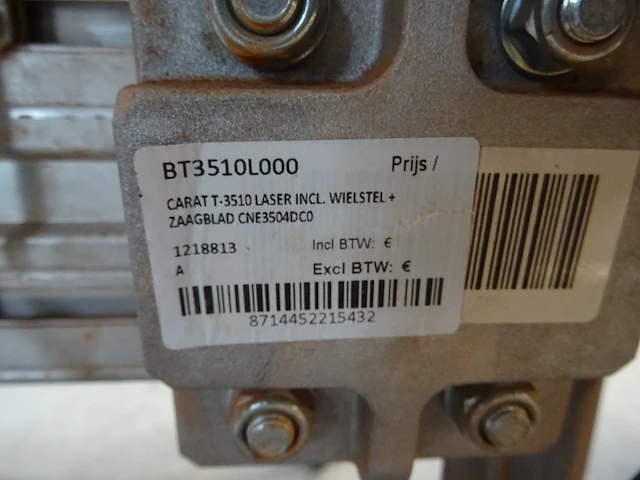 BT3510L000 Prijs /
CARAT T-3510 LASER INCL. WIELSTEL +
ZAAGBLAD CNE3504DC0
1218813 Incl BTW: €
A Excl BTW: €
8714452215432